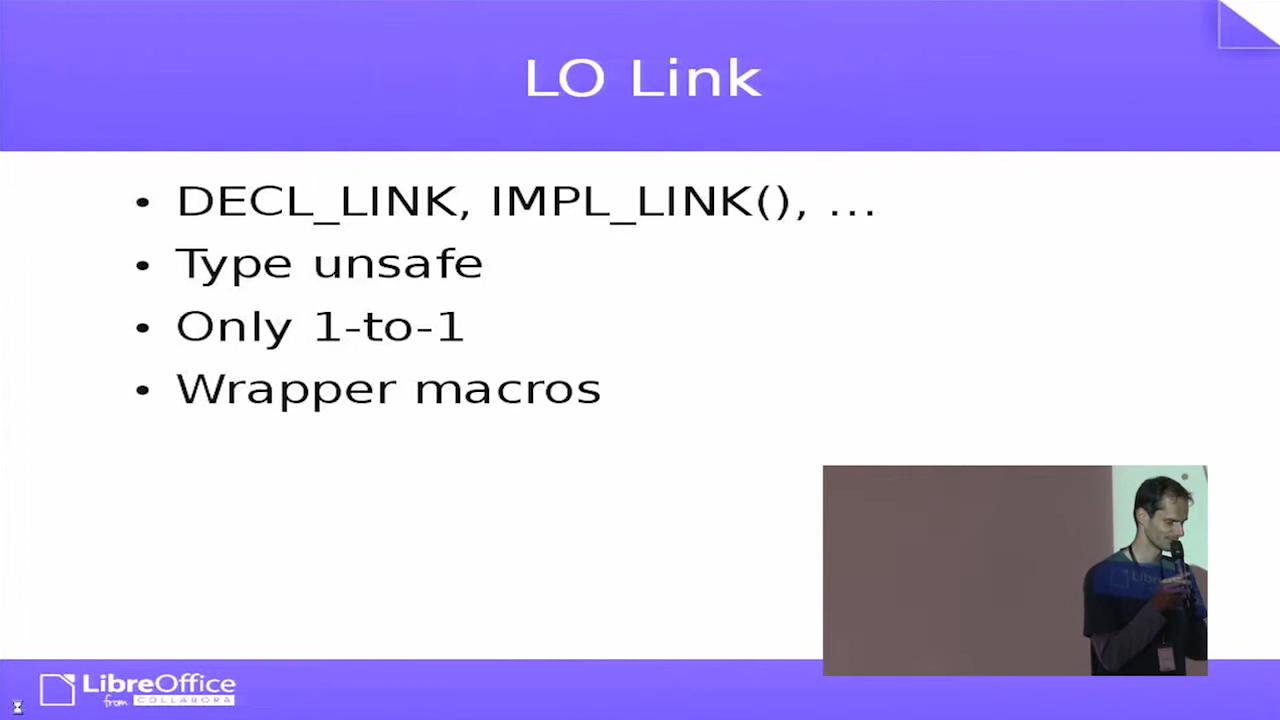 LO Link
• DECL_LINK, IMPL_LINK(), ...
• Type unsafe
• Only 1-to-1
• Wrapper macros
LibreOffice
from COLLABORA